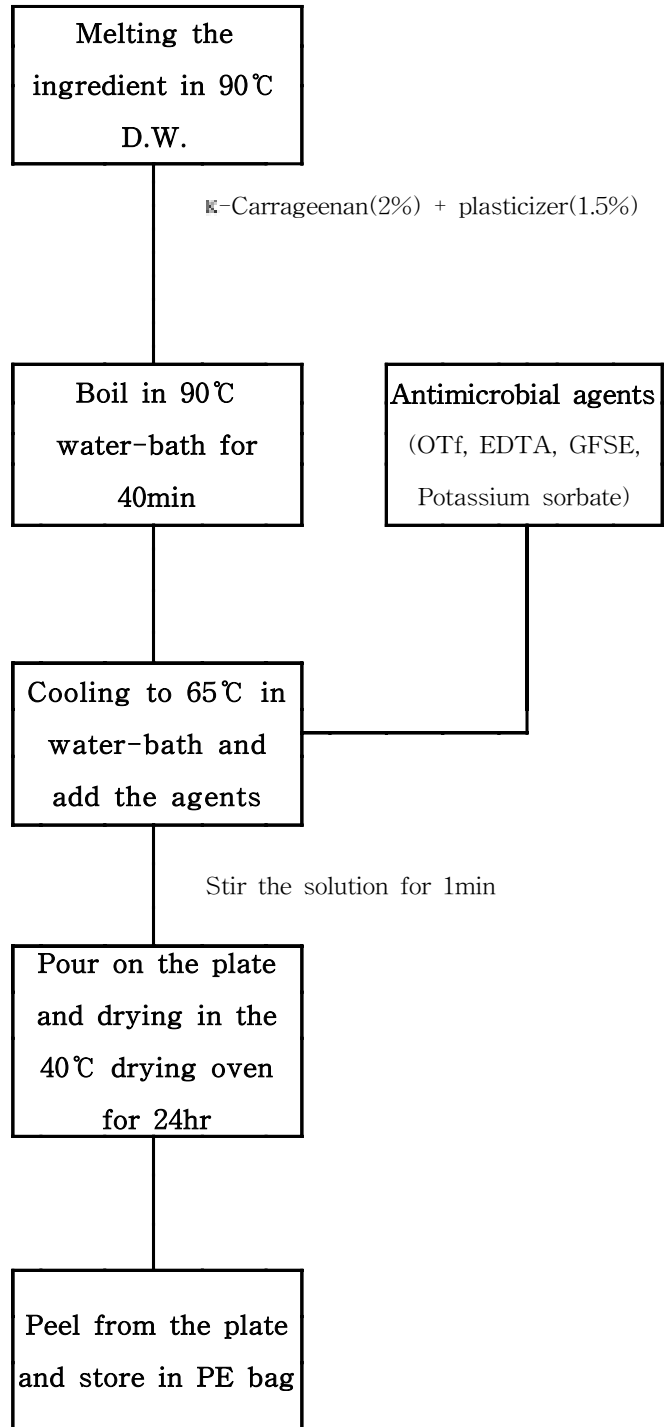 Melting the
ingredient in 90℃
D.W.
κ-Carrageenan(2%) + plasticizer(1.5%)
Boil in 90℃
water-bath for
40min
Antimicrobial agents
(OTf, EDTA, GFSE,
Potassium sorbate)
Cooling to 65℃ in
water-bath and
add the agents
Stir the solution for 1min
Pour on the plate
and drying in the
40℃ drying oven
for 24hr
Peel from the plate
and store in PE bag